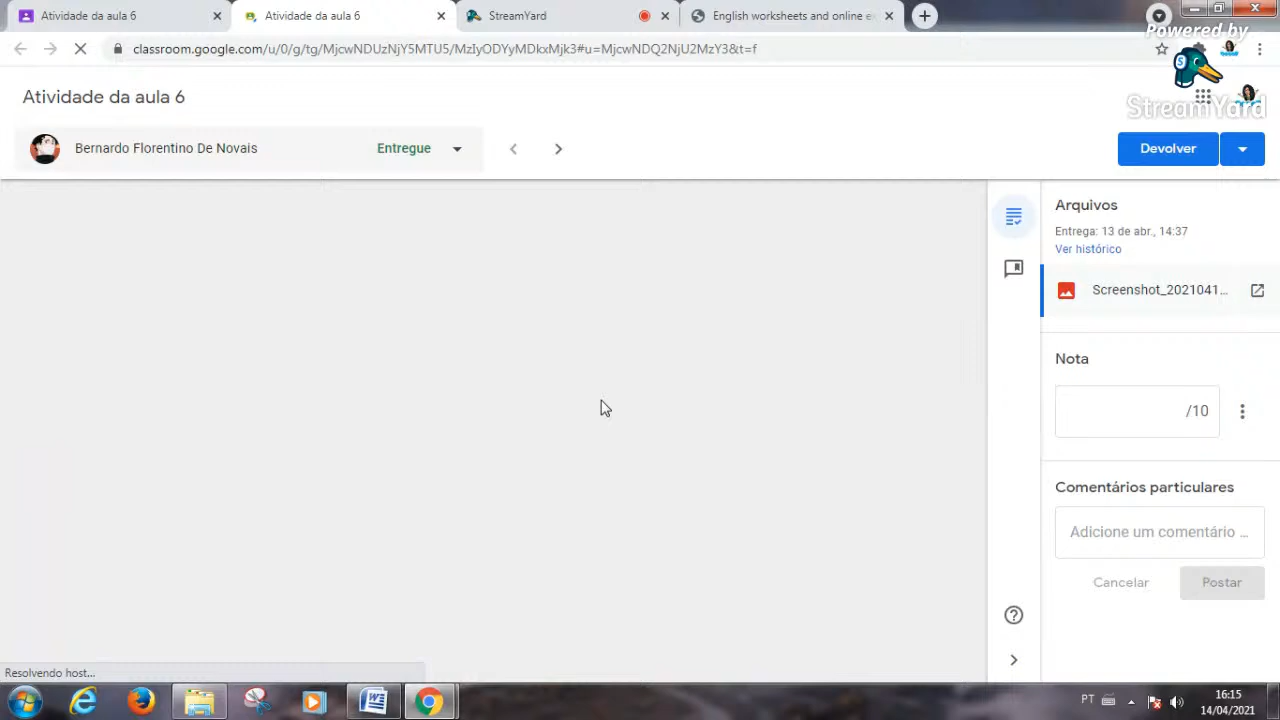 Atividade da aula 6
Atividade da aula 6
StreamYard
English worksheets and online ex
classroom.google.com/u/0/g/tg/MjcwNDUzNjY5MTU5/MzIyODYyMDkxMjk3#u=MjcwNDQ2NjU2MzY3&t=f
Powered by
StreamYard
Atividade da aula 6
Bernardo Florentino De Novais
Entregue
Devolver
Arquivos
Entrega: 13 de abr., 14:37
Ver histórico
Screenshot_2021041...
Nota
/10
Comentários particulares
Adicione um comentário ...
Cancelar
Postar
Resolvendo host...
PT
16:15
14/04/2021